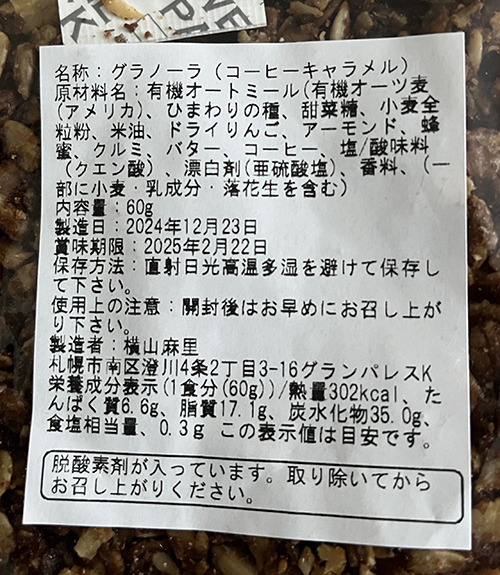 名称：グラノーラ（コーヒーキャラメル）
原材料名：有機オートミール(有機オーツ麦
(アメリカ)、ひまわりの種、甜菜糖、小麦全
粒粉、米油、ドライりんご、アーモンド、蜂
蜜、クルミ、バター、コーヒー、塩/酸味料
（クエン酸）、漂白剤(亜硫酸塩)、香料、(一
部に小麦・乳成分・落花生を含む)
内容量：60g
製造日：2024年12月23日
賞味期限：2025年2月22日
保存方法：直射日光高温多湿を避けて保存し
て下さい。
使用上の注意：開封後はお早めにお召し上が
り下さい。
製造者：横山麻里
札幌市南区澄川4条2丁目3-16グランパレスK
栄養成分表示(1食分(60g))/熱量302kcal、た
んぱく質6.6g、脂質17.1g、炭水化物35.0g、
食塩相当量、0.3ｇ この表示値は目安です。
脱酸素剤が入っています。取り除いてから
お召し上がりください。